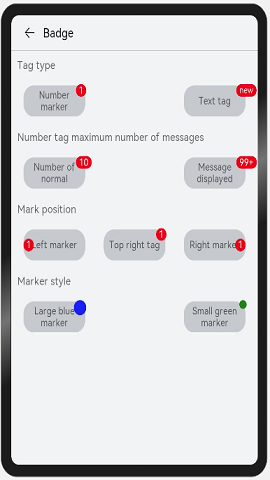 Badge
Tag type
1
Number
marker
new
Text tag
Number tag maximum number of messages
10
Number of
normal
99+
Message
displayed
Mark position
1
Left marker
1
Top right tag
1
Right marke
Marker style
Large blue
marker
Small green
marker